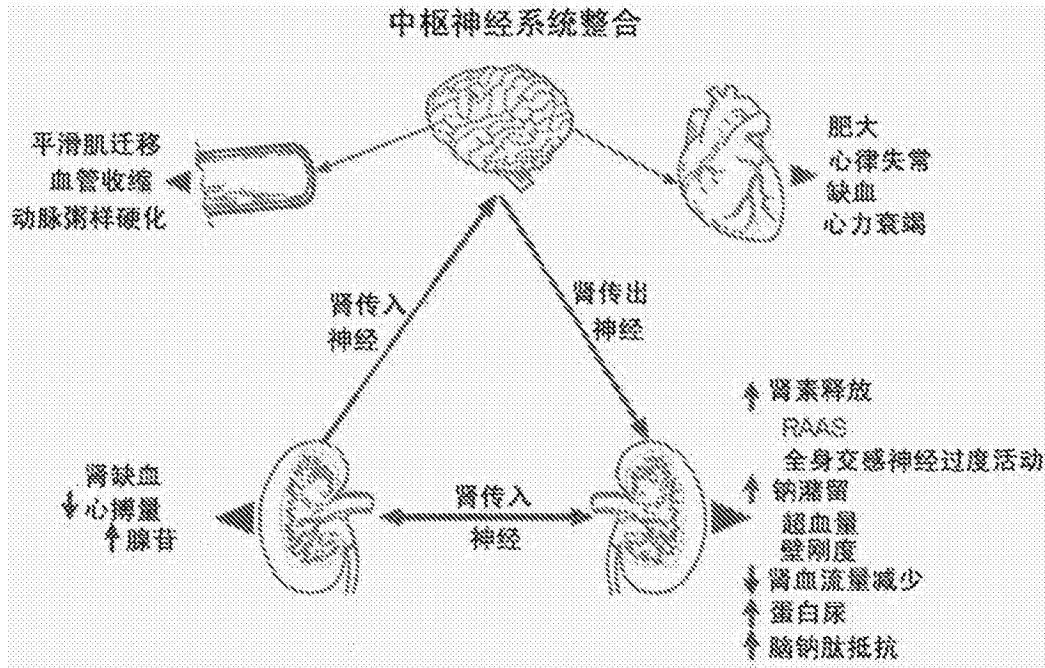 中枢神经系统整合
平滑肌迁移
血管收缩
动脉粥样硬化
肥大
心律失常
缺血
心力衰竭
肾传入
神经
肾传出
神经
肾缺血
↓心搏量
↑腺苷
肾传入
神经
↑肾素释放
RAAS
全身交感神经过度活动
↑钠潴留
超血量
壁刚度
↓肾血流量减少
↑蛋白尿
↑脑钠肽抵抗